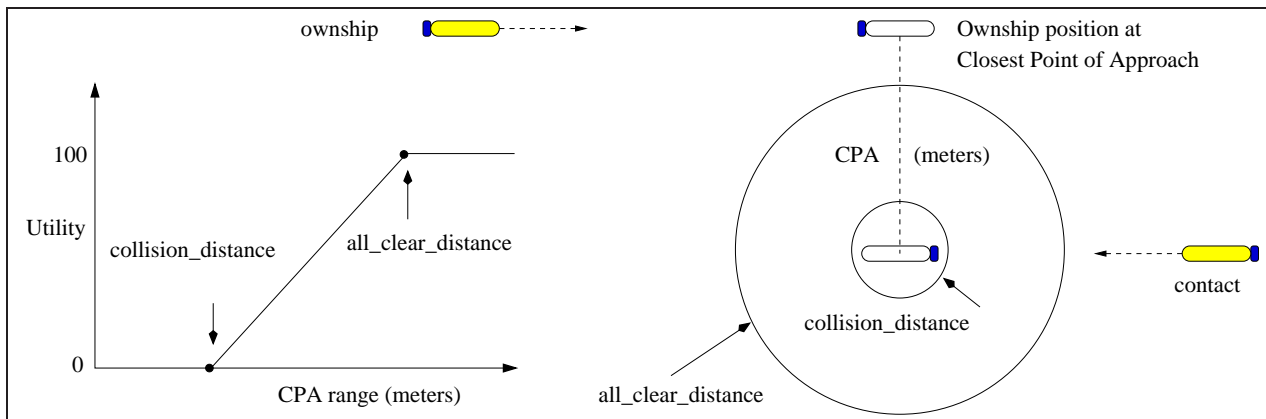 ownship
Ownship position at
Closest Point of Approach
100
CPA
(meters)
Utility
collision_distance
all_clear_distance
contact
collision_distance
0
CPA range (meters)
all_clear_distance